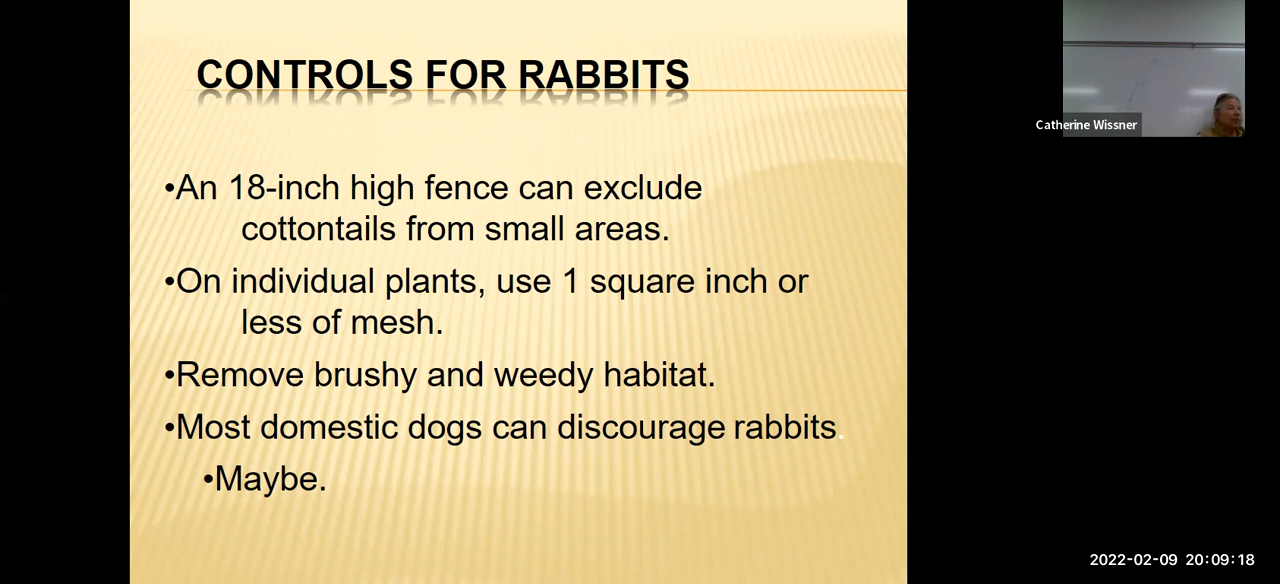 CONTROLS FOR RABBITS
•An 18-inch high fence can exclude
cottontails from small areas.
•On individual plants, use 1 square inch or
less of mesh.
•Remove brushy and weedy habitat.
•Most domestic dogs can discourage rabbits.
•Maybe.
Catherine Wissner
2022-02-09 20:09:18